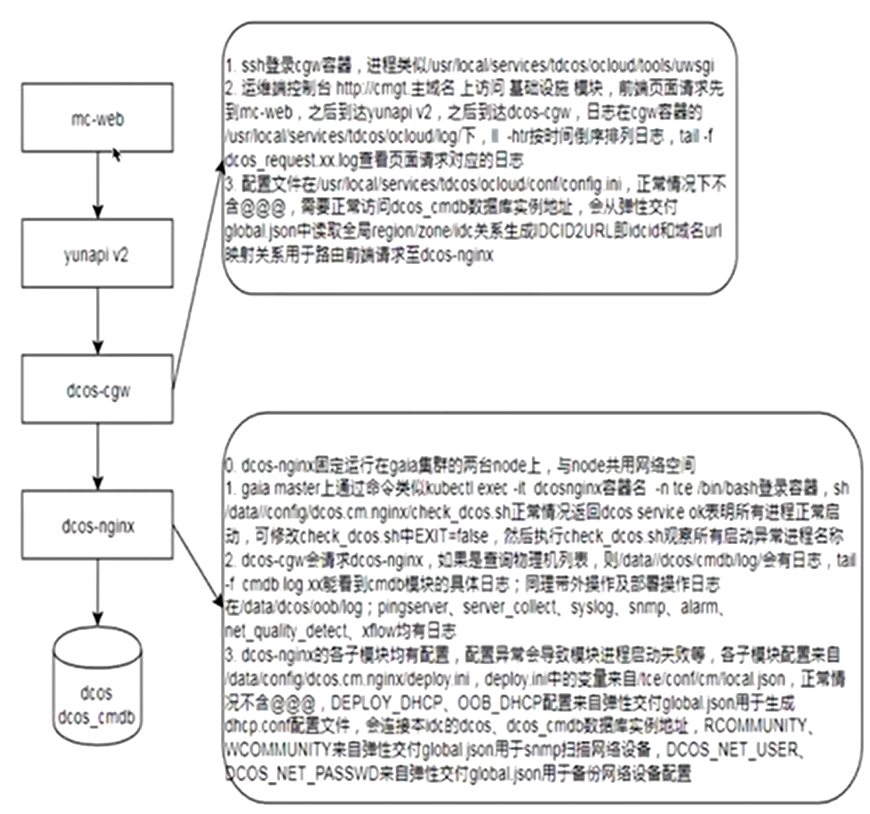 mc-web
yunapi v2
dcos-cgw
dcos-nginx
dcos
dcos_cmdb
1. ssh登录cgw容器，进程类似/usr/local/services/tdcos/ocloud/tools/uwsgi
2. 运维端控制台 http://cmgt.主域名 上访问 基础设施 模块，前端页面请求先
到mc-web，之后到达yunapi v2，之后到达dcos-cgw，日志在cgw容器的
/usr/local/services/tdcos/ocloud/log/下，ll -htr按时间倒序排列日志，tail -f
dcos_request.xx.log查看页面请求对应的日志
3. 配置文件在/usr/local/services/tdcos/ocloud/conf/config.ini，正常情况下不
含@@@，需要正常访问dcos_cmdb数据库实例地址，会从弹性交付
global.json中读取全局region/zone/idc关系生成IDCID2URL即idcid和域名url
映射关系用于路由前端请求至dcos-nginx
0. dcos-nginx固定运行在gaia集群的两台node上，与node共用网络空间
1. gaia master上通过命令类似kubectl exec -it dcosnginx容器名 -n tce /bin/bash登录容器，sh
/data//config/dcos.cm.nginx/check_dcos.sh正常情况返回dcos service ok表明所有进程正常启
动，可修改check_dcos.sh中EXIT=false，然后执行check_dcos.sh观察所有启动异常进程名称
2. dcos-cgw会请求dcos-nginx，如果是查询物理机列表，则/data//dcos/cmdb/log/会有日志，tail
-f cmdb log.xx能看到cmdb模块的具体日志；同理带外操作及部署操作日志
在/data/dcos/oob/log；pingserver、server_collect、syslog、snmp、alarm、
net_quality_detect、xflow均有日志
3. dcos-nginx的各子模块均有配置，配置异常会导致模块进程启动失败等，各子模块配置来自
/data/config/dcos.cm.nginx/deploy.ini，deploy.ini中的变量来自/tce/conf/cm/local.json，正常情
况不含@@@，DEPLOY_DHCP、OOB_DHCP配置来自弹性交付global.json用于生成
dhcp.conf配置文件，会连接本idc的dcos、dcos_cmdb数据库实例地址，RCOMMUNITY、
WCOMMUNITY来自弹性交付global.json用于snmp扫描网络设备，DCOS_NET_USER、
DCOS_NET_PASSWD来自弹性交付global.json用于备份网络设备配置